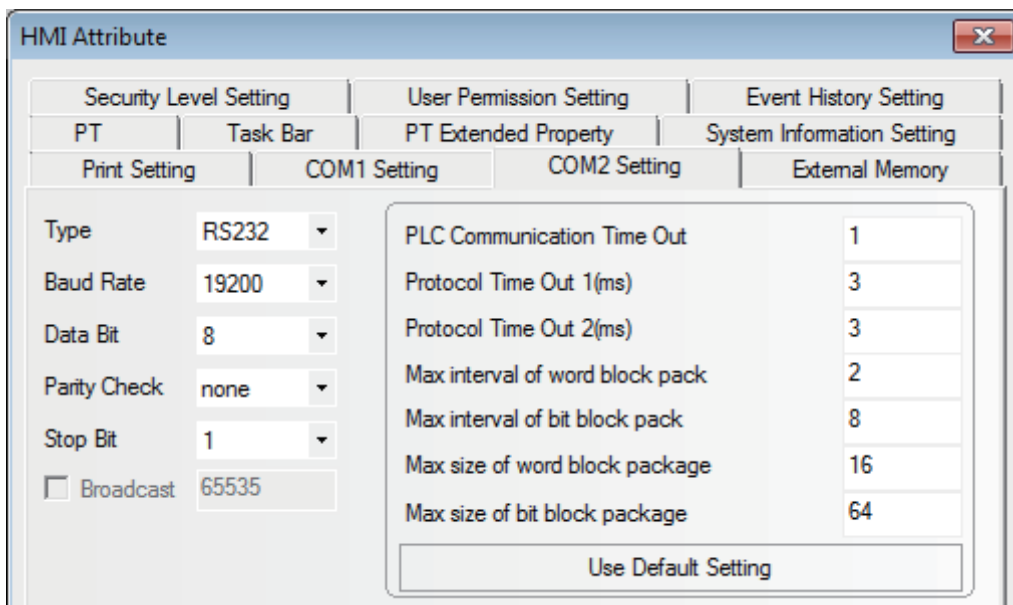 HMI Attribute
Security Level Setting User Permission Setting Event History Setting
PT Task Bar PT Extended Property System Information Setting
Print Setting COM1 Setting COM2 Setting External Memory
Type RS232
Baud Rate 19200
Data Bit 8
Parity Check none
Stop Bit 1
Broadcast 65535
PLC Communication Time Out 1
Protocol Time Out 1(ms) 3
Protocol Time Out 2(ms) 3
Max interval of word block pack 2
Max interval of bit block pack 8
Max size of word block package 16
Max size of bit block package 64
Use Default Setting